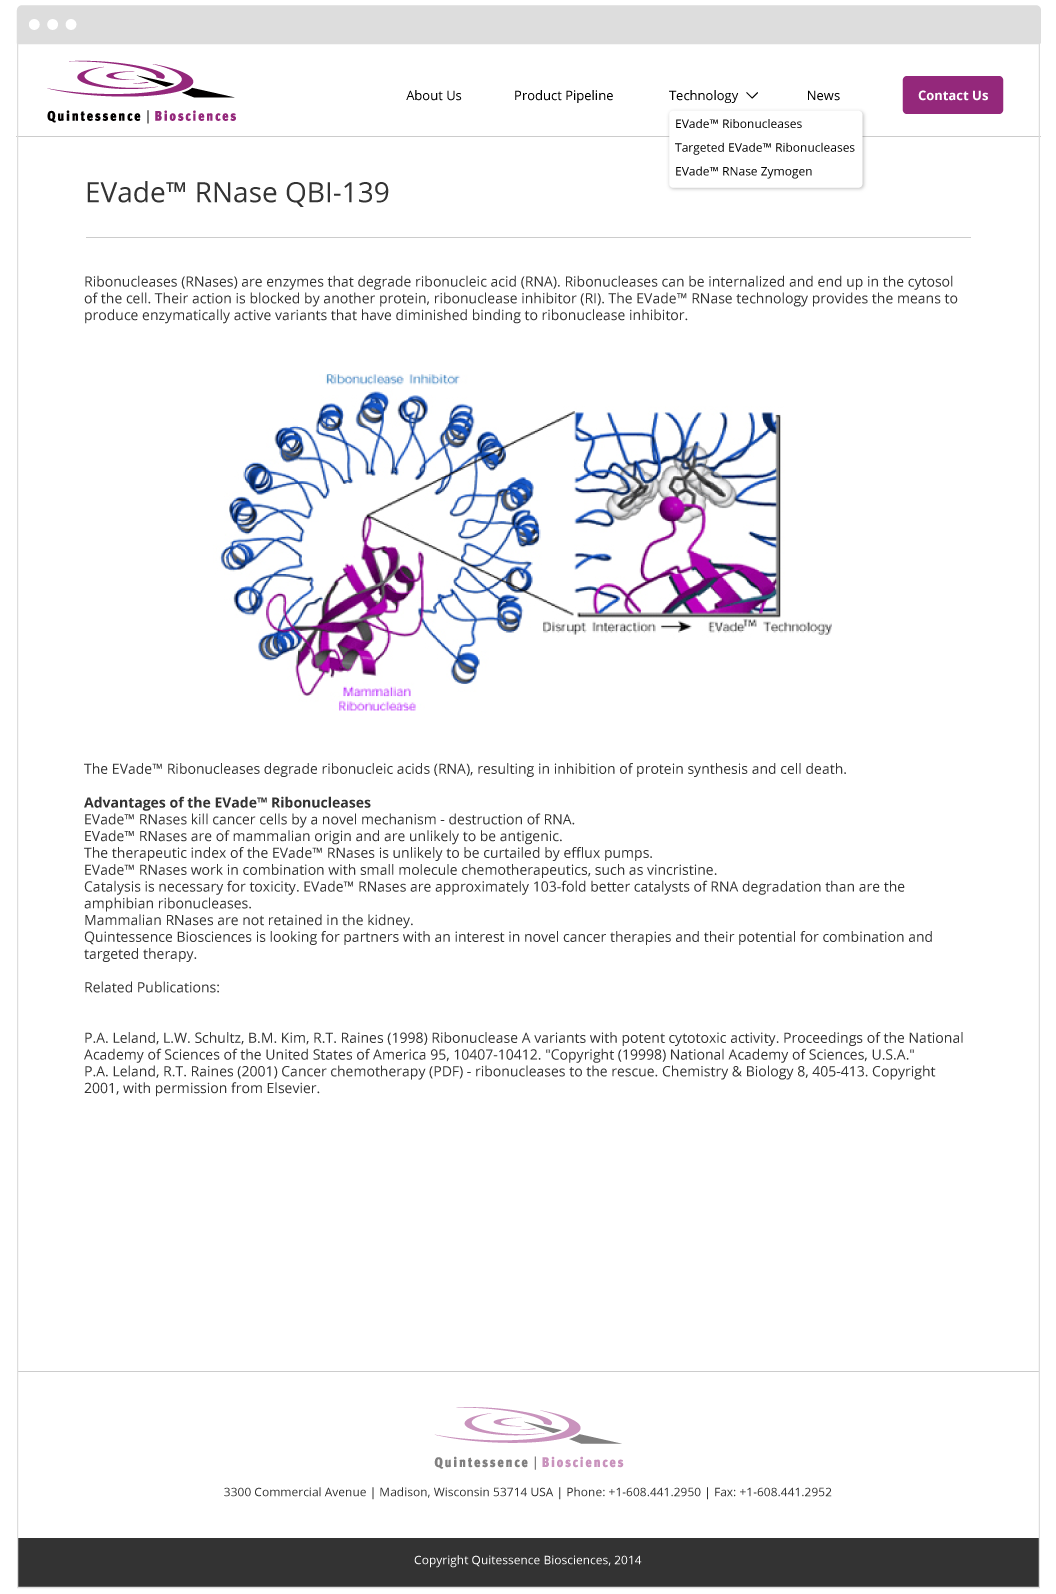 Quintessence | Biosciences
About Us
Product Pipeline
Technology
News
Contact Us
EVade™ Ribonucleases
Targeted EVade™ Ribonucleases
EVade™ RNase Zymogen
EVade™ RNase QBI-139
Ribonucleases (RNases) are enzymes that degrade ribonucleic acid (RNA). Ribonucleases can be internalized and end up in the cytosol
of the cell. Their action is blocked by another protein, ribonuclease inhibitor (RI). The EVade™ RNase technology provides the means to
produce enzymatically active variants that have diminished binding to ribonuclease inhibitor.
Ribonuclease Inhibitor
Disrupt Interaction → EVade™ Technology
Mammalian
Ribonuclease
The EVade™ Ribonucleases degrade ribonucleic acids (RNA), resulting in inhibition of protein synthesis and cell death.
Advantages of the EVade™ Ribonucleases
EVade™ RNases kill cancer cells by a novel mechanism - destruction of RNA.
EVade™ RNases are of mammalian origin and are unlikely to be antigenic.
The therapeutic index of the EVade™ RNases is unlikely to be curtailed by efflux pumps.
EVade™ RNases work in combination with small molecule chemotherapeutics, such as vincristine.
Catalysis is necessary for toxicity. EVade™ RNases are approximately 103-fold better catalysts of RNA degradation than are the
amphibian ribonucleases.
Mammalian RNases are not retained in the kidney.
Quintessence Biosciences is looking for partners with an interest in novel cancer therapies and their potential for combination and
targeted therapy.
Related Publications:
P.A. Leland, L.W. Schultz, B.M. Kim, R.T. Raines (1998) Ribonuclease A variants with potent cytotoxic activity. Proceedings of the National
Academy of Sciences of the United States of America 95, 10407-10412. "Copyright (19998) National Academy of Sciences, U.S.A."
P.A. Leland, R.T. Raines (2001) Cancer chemotherapy (PDF) - ribonucleases to the rescue. Chemistry & Biology 8, 405-413. Copyright
2001, with permission from Elsevier.
Quintessence | Biosciences
3300 Commercial Avenue | Madison, Wisconsin 53714 USA | Phone: +1-608.441.2950 | Fax: +1-608.441.2952
Copyright Quitessence Biosciences, 2014